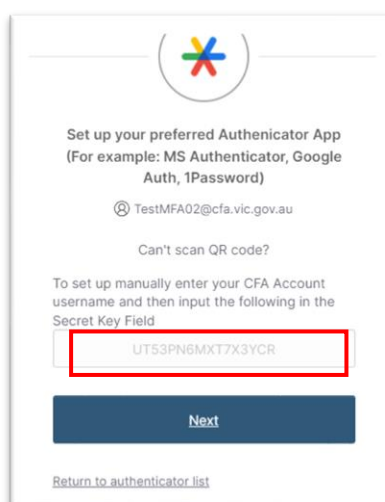 Set up your preferred Authenicator App
(For example: MS Authenticator, Google
Auth, 1Password)
TestMFA02@cfa.vic.gov.au
Can't scan QR code?
To set up manually enter your CFA Account
username and then input the following in the
Secret Key Field
UT53PN6MXT7X3YCR
Next
Return to authenticator list